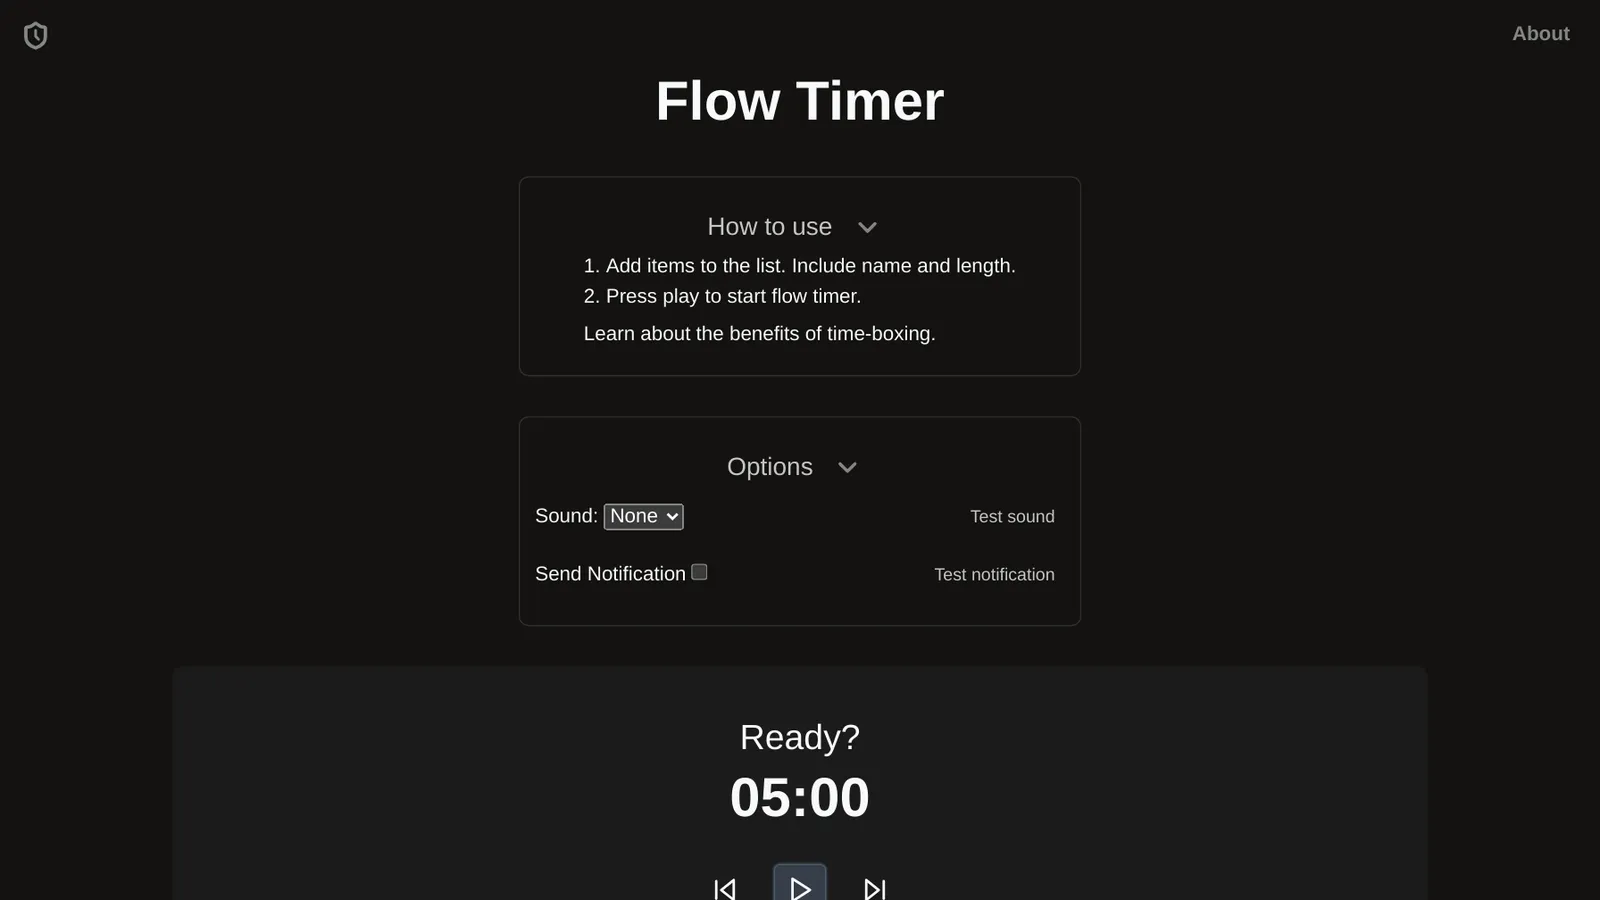 About
Flow Timer
How to use
1. Add items to the list. Include name and length.
2. Press play to start flow timer.
Learn about the benefits of time-boxing.
Options
Sound: None
Test sound
Send Notification
Test notification
Ready?
05:00